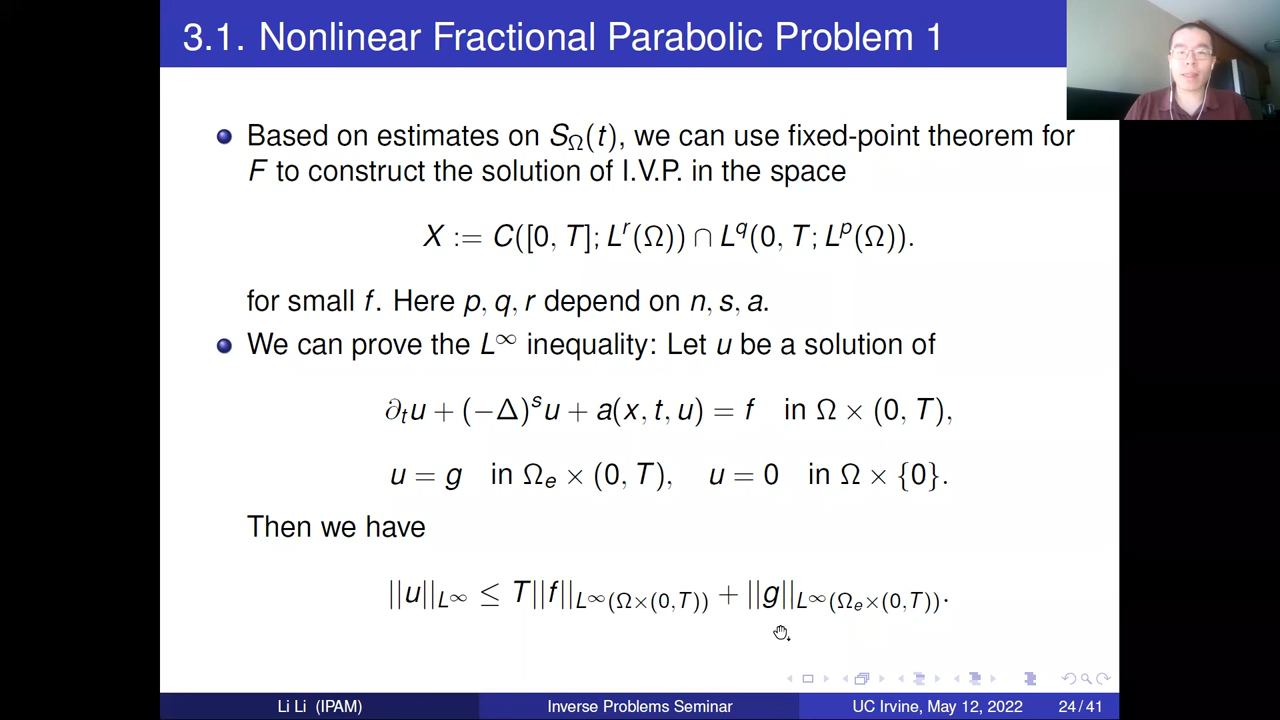 3.1. Nonlinear Fractional Parabolic Problem 1
Based on estimates on S_Ω(t), we can use fixed-point theorem for
F to construct the solution of I.V.P. in the space
X := C([0, T]; L^r(Ω)) ∩ L^q(0, T; L^p(Ω)).
for small f. Here p, q, r depend on n, s, a.
We can prove the L^∞ inequality: Let u be a solution of
∂_t u + (−Δ)^s u + a(x, t, u) = f in Ω × (0, T),
u = g in Ω_e × (0, T), u = 0 in Ω × {0}.
Then we have
||u||_{L^∞} ≤ T||f||_{L^∞(Ω×(0,T))} + ||g||_{L^∞(Ω_e×(0,T))}.
Li Li (IPAM) Inverse Problems Seminar UC Irvine, May 12, 2022 24 / 41